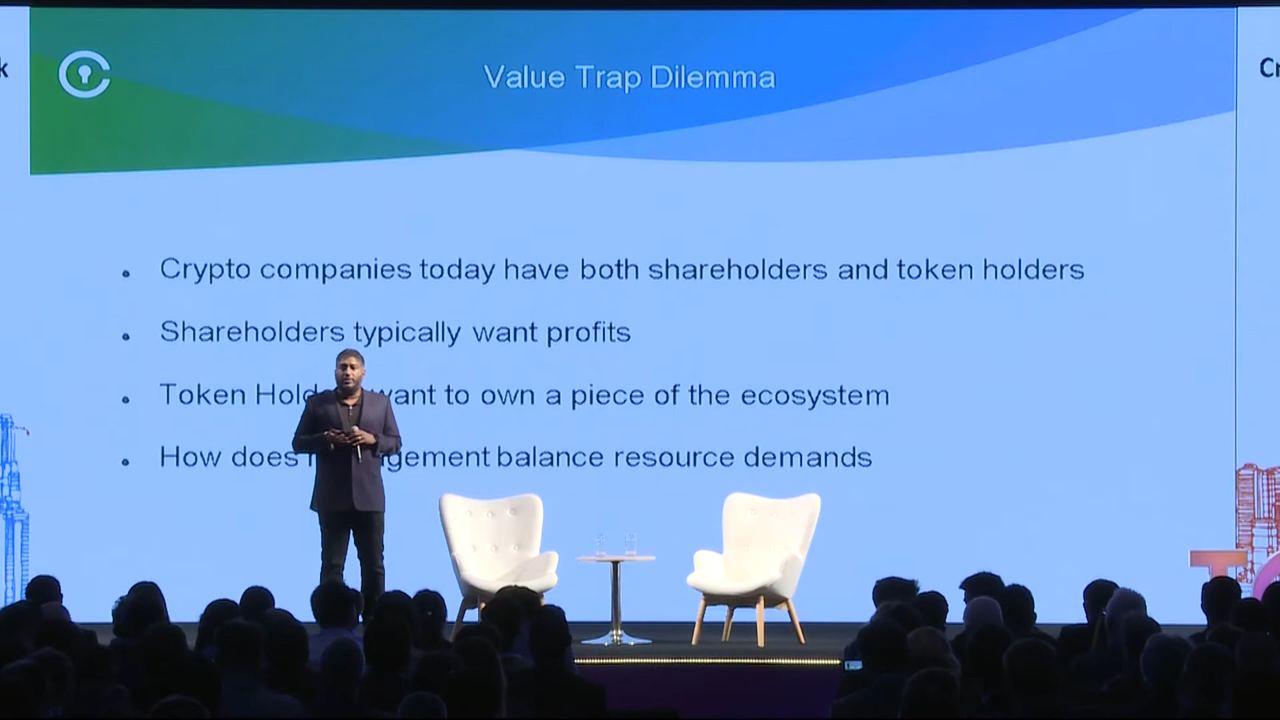 Value Trap Dilemma
Crypto companies today have both shareholders and token holders
Shareholders typically want profits
Token want to own a piece of the ecosystem
How does balance resource demands